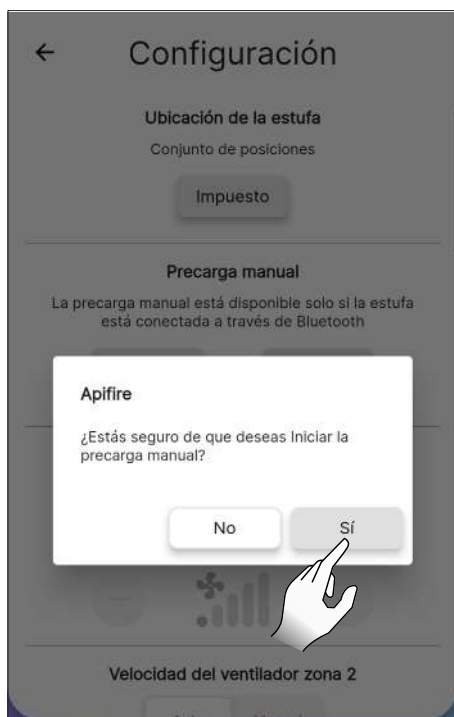 Configuración
Ubicación de la estufa
Conjunto de posiciones
Impuesto
Precarga manual
La precarga manual está disponible solo si la estufa
está conectada a través de Bluetooth
Apifire
¿Estás seguro de que deseas Iniciar la
precarga manual?
No
Sí
Velocidad del ventilador zona 2